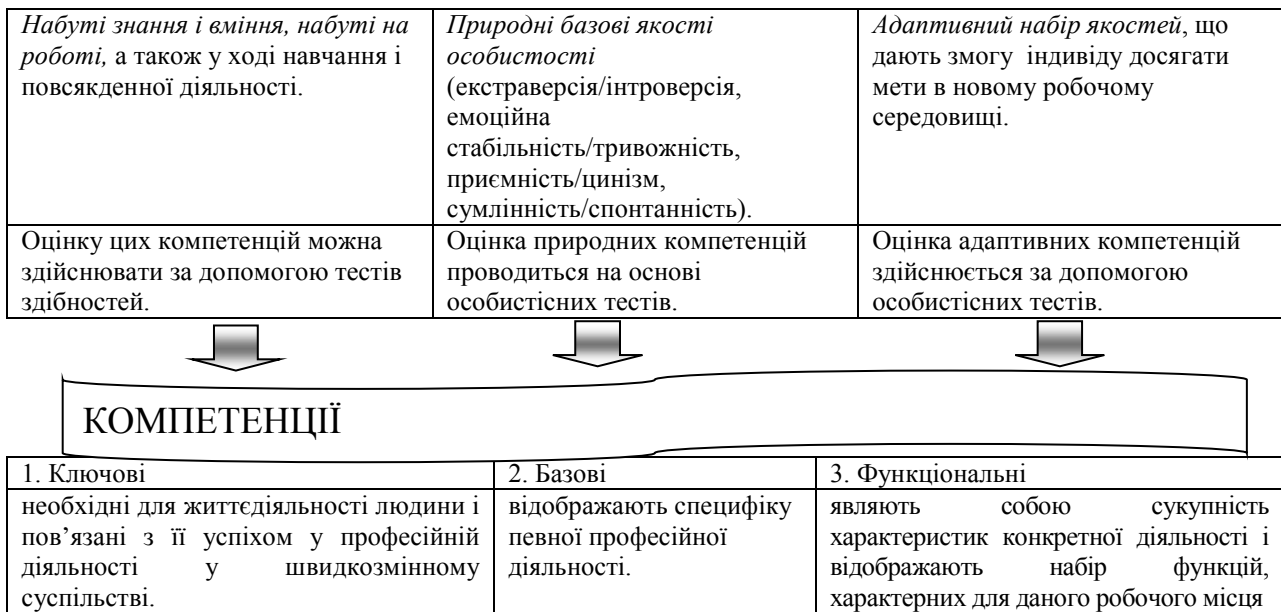 Набуті знання і вміння, набуті на
роботі, а також у ході навчання і
повсякденної діяльності.
Природні базові якості
особистості
(екстраверсія/інтроверсія,
емоційна
стабільність/тривожність,
приємність/цинізм,
сумлінність/спонтанність).
Адаптивний набір якостей, що
дають змогу індивіду досягати
мети в новому робочому
середовищі.
Оцінку цих компетенцій можна
здійснювати за допомогою тестів
здібностей.
Оцінка природних компетенцій
проводиться на основі
особистісних тестів.
Оцінка адаптивних компетенцій
здійснюється за допомогою
особистісних тестів.
КОМПЕТЕНЦІЇ
1. Ключові
2. Базові
3. Функціональні
необхідні для життєдіяльності людини і
пов’язані з її успіхом у професійній
діяльності у швидкозмінному
суспільстві.
відображають специфіку
певної професійної
діяльності.
являють собою сукупність
характеристик конкретної діяльності і
відображають набір функцій,
характерних для даного робочого місця